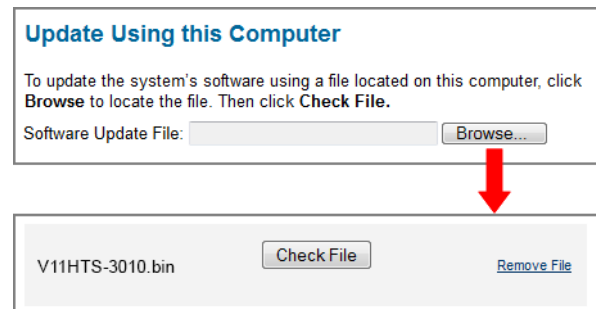 Update Using this Computer
To update the system's software using a file located on this computer, click
Browse to locate the file. Then click Check File.
Software Update File: Browse...
V11HTS-3010.bin Check File Remove File